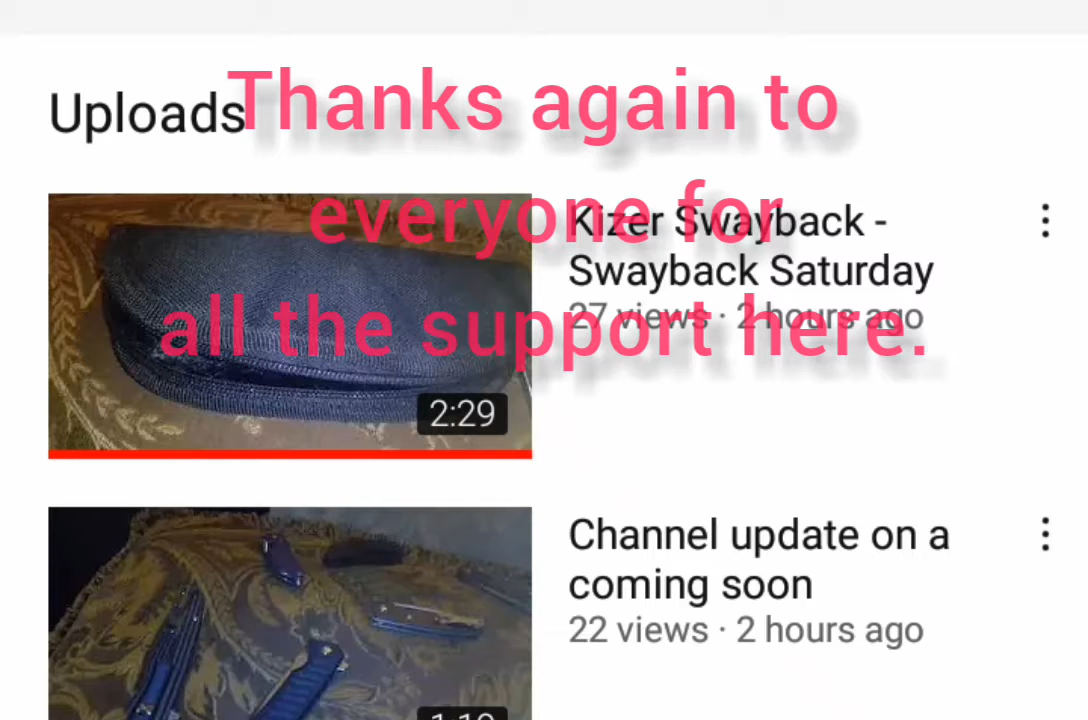 Thanks again to
everyone for
all the support here.
Uploads
Kizer Swayback -
Swayback Saturday
27 views · 2 hours ago
2:29
Channel update on a
coming soon
22 views · 2 hours ago